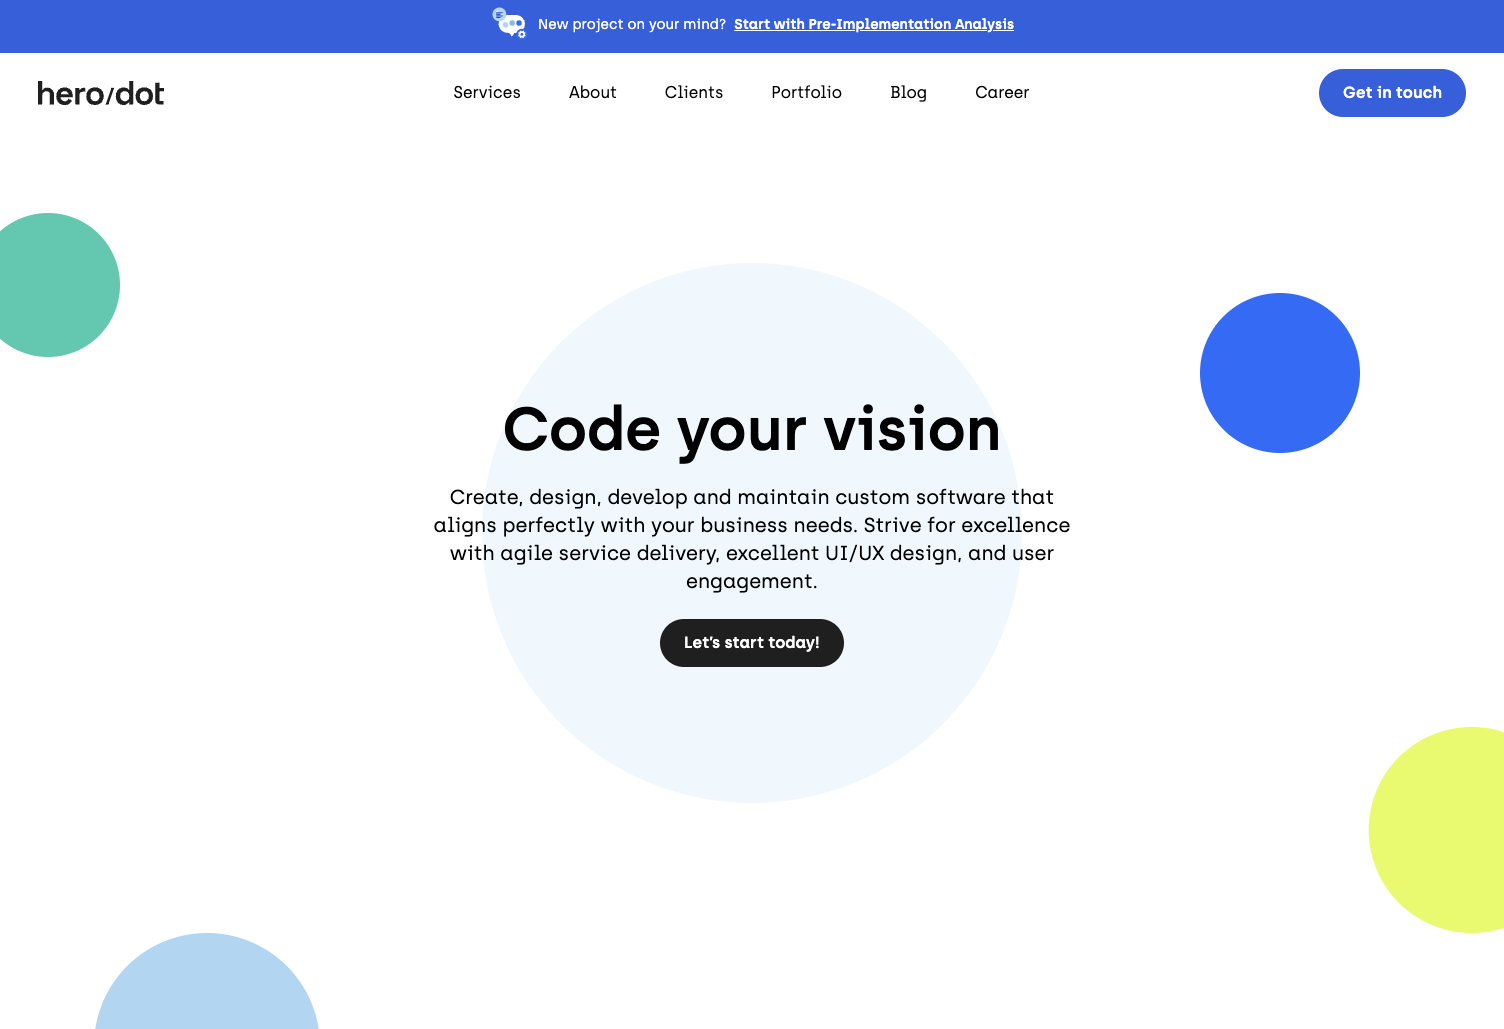 New project on your mind? Start with Pre-Implementation Analysis
hero/dot
Services About Clients Portfolio Blog Career
Get in touch
Code your vision
Create, design, develop and maintain custom software that
aligns perfectly with your business needs. Strive for excellence
with agile service delivery, excellent UI/UX design, and user
engagement.
Let's start today!